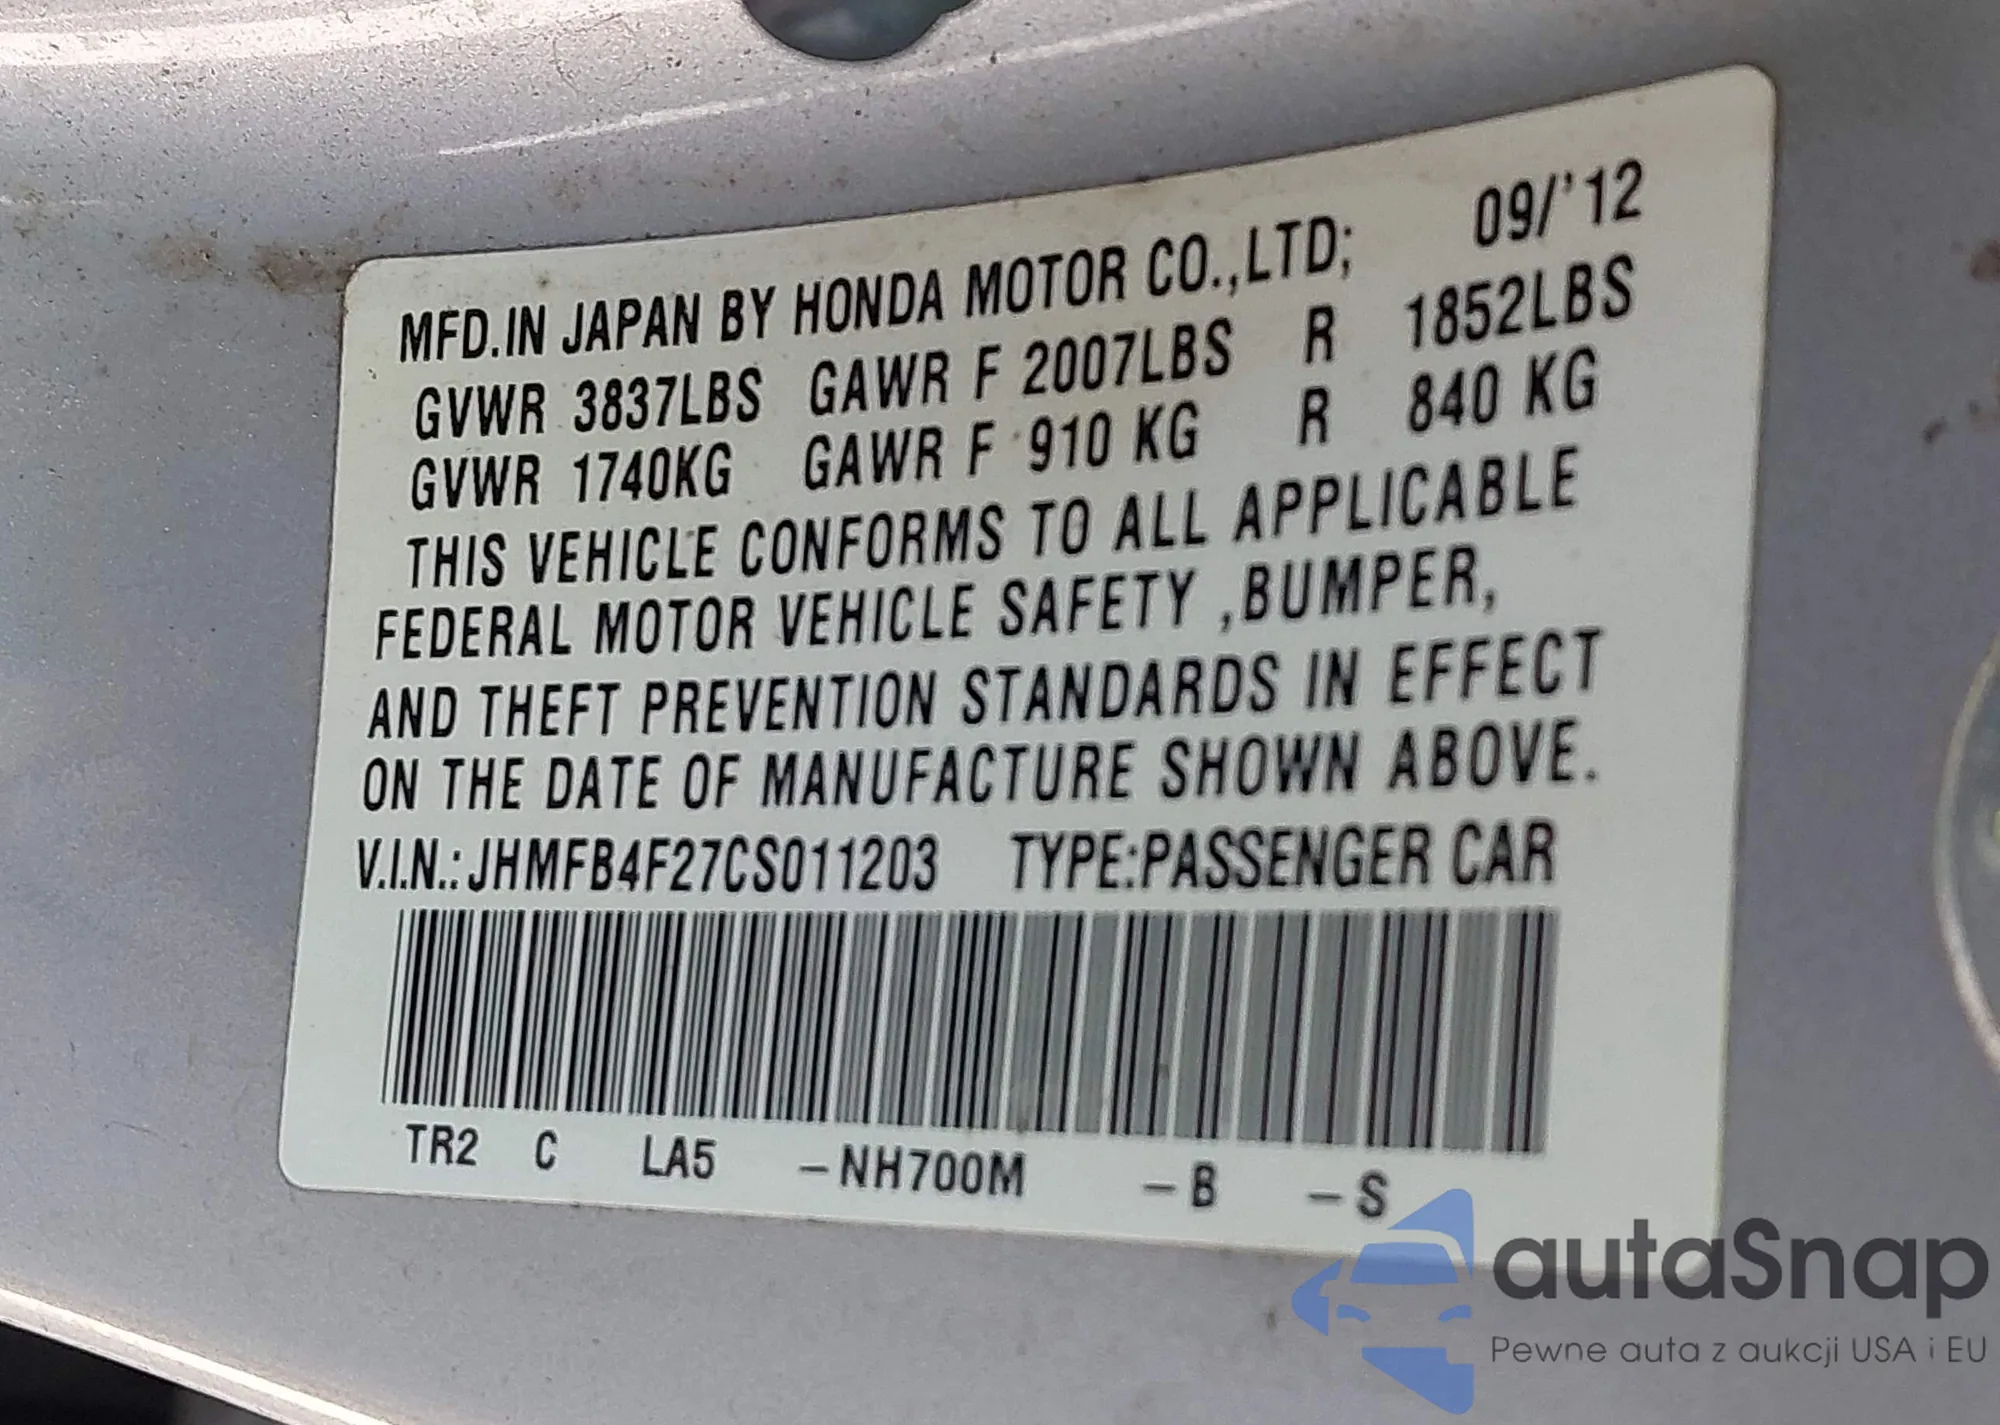 MFD.IN JAPAN BY HONDA MOTOR CO.,LTD; 09/'12
GVWR 3837LBS GAWR F 2007LBS R 1852LBS
GVWR 1740KG GAWR F 910 KG R 840 KG
THIS VEHICLE CONFORMS TO ALL APPLICABLE
FEDERAL MOTOR VEHICLE SAFETY ,BUMPER,
AND THEFT PREVENTION STANDARDS IN EFFECT
ON THE DATE OF MANUFACTURE SHOWN ABOVE.
V.I.N.: JHMFB4F27CS011203 TYPE:PASSENGER CAR
TR2 C LA5 –NH700M –B –S
autaSnap
Pewne auta z aukcji USA i EU